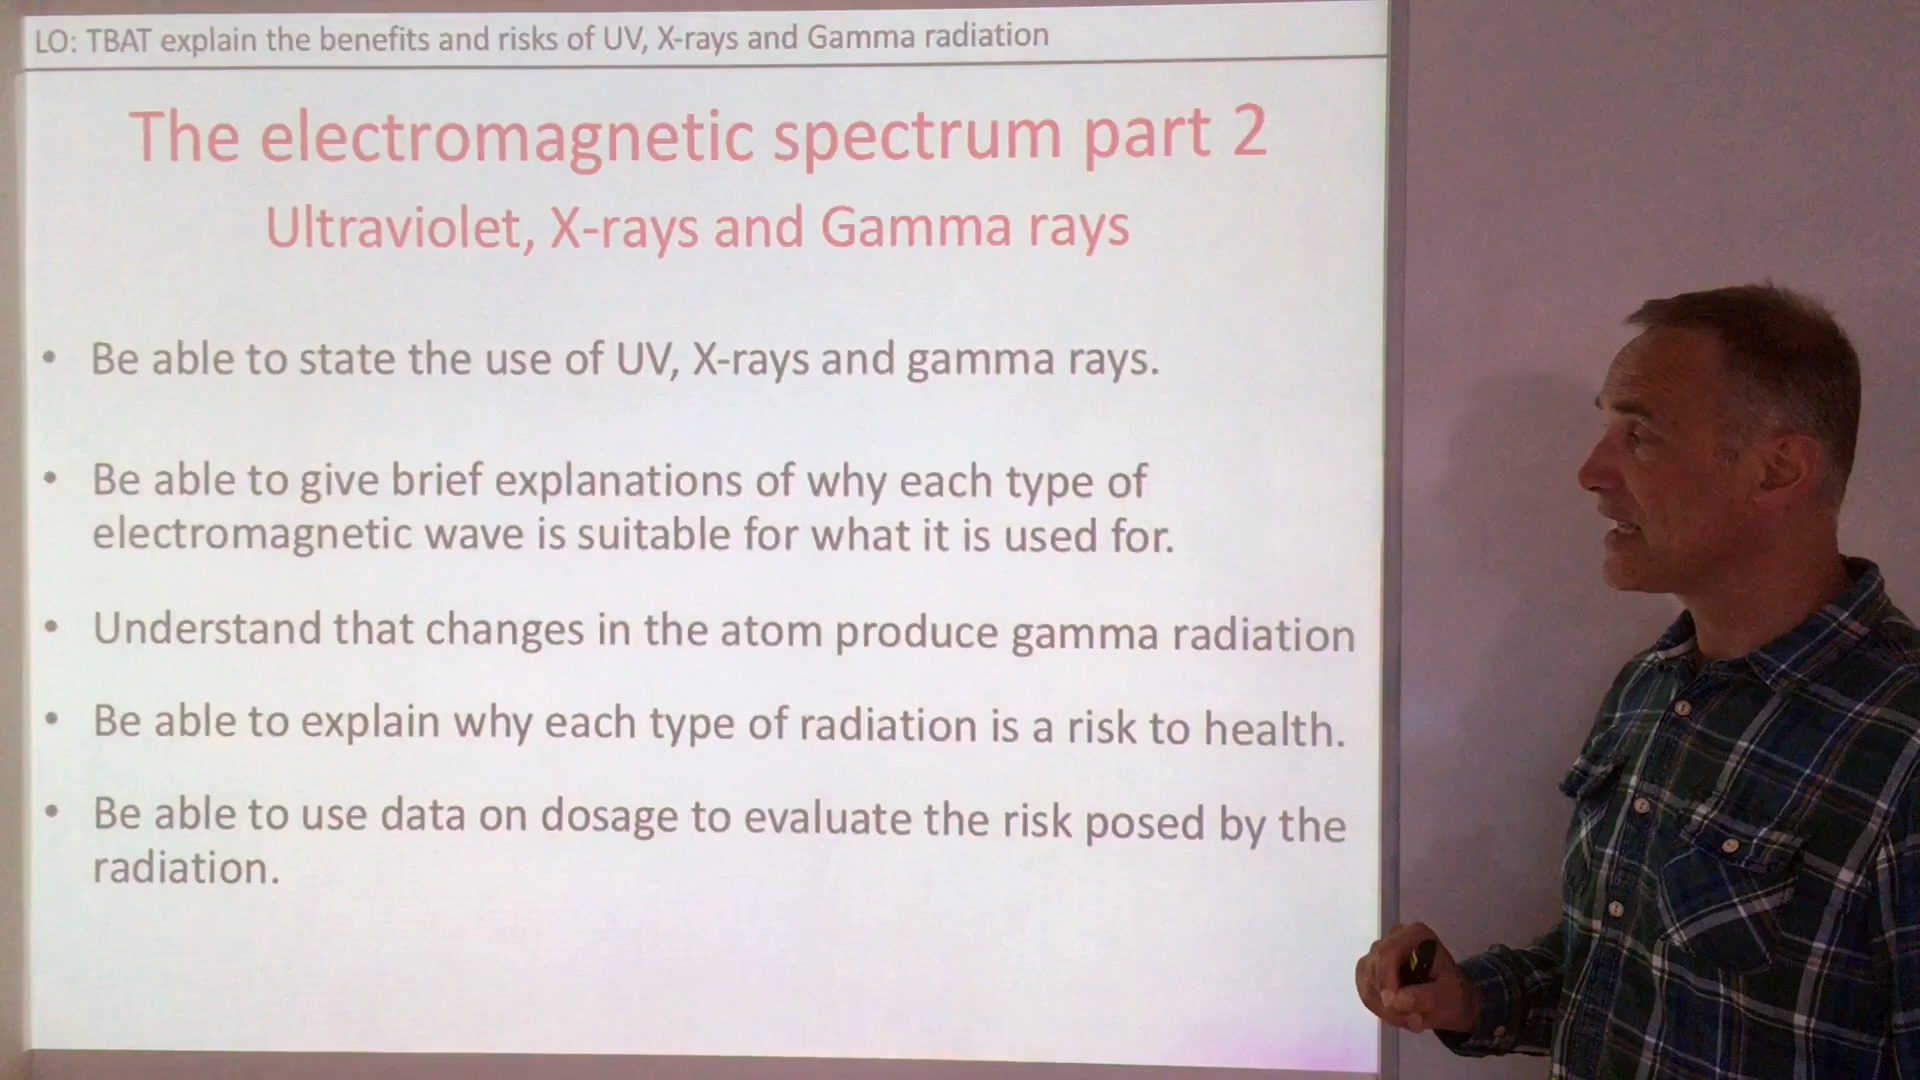 LO: TBAT explain the benefits and risks of UV, X-rays and Gamma radiation
The electromagnetic spectrum part 2
Ultraviolet, X-rays and Gamma rays
• Be able to state the use of UV, X-rays and gamma rays.
• Be able to give brief explanations of why each type of
electromagnetic wave is suitable for what it is used for.
• Understand that changes in the atom produce gamma radiation
• Be able to explain why each type of radiation is a risk to health.
• Be able to use data on dosage to evaluate the risk posed by the
radiation.